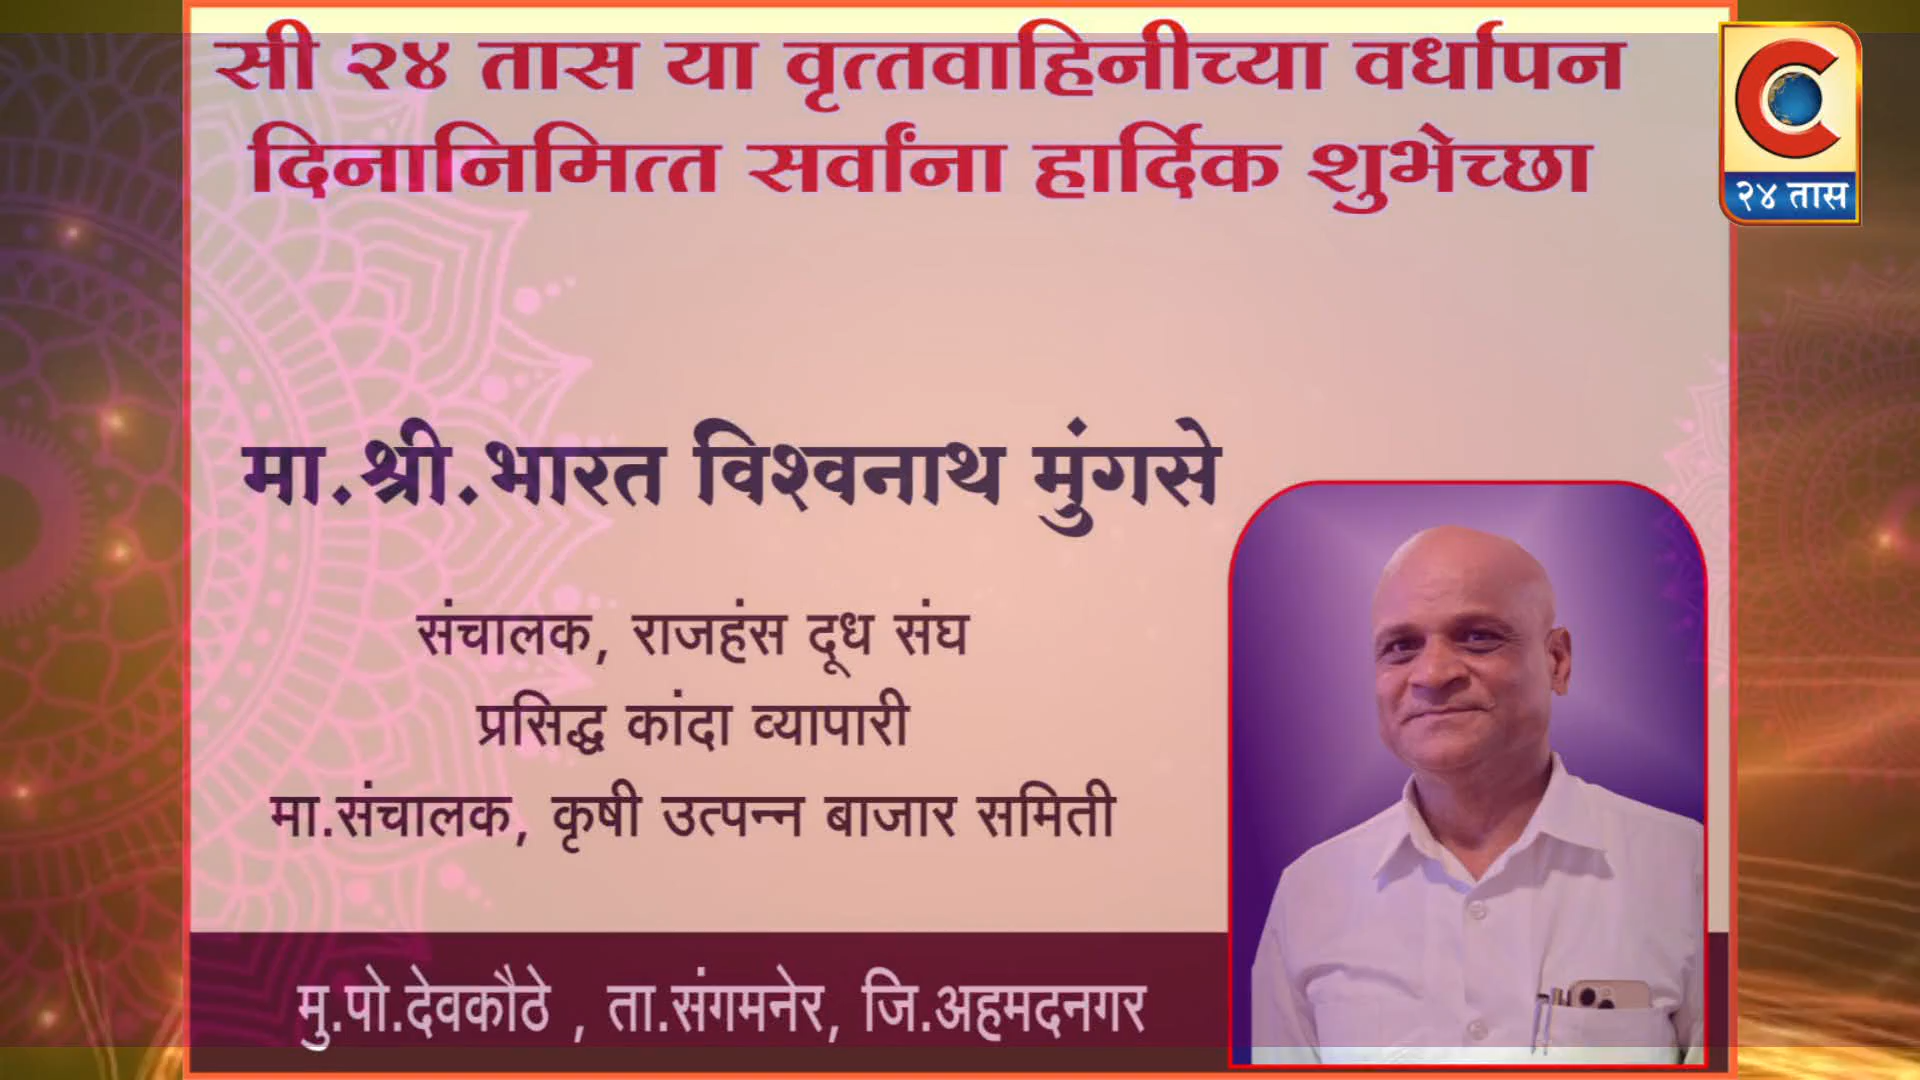 सी २४ तास या वृत्तवाहिनीच्या वर्धापन
दिनानिमित्त सर्वांना हार्दिक शुभेच्छा
C
२४ तास
मा.श्री.भारत विश्वनाथ मुंगसे
संचालक, राजहंस दूध संघ
प्रसिद्ध कांदा व्यापारी
मा.संचालक, कृषी उत्पन्न बाजार समिती
मु.पो.देवकौठे , ता.संगमनेर, जि.अहमदनगर